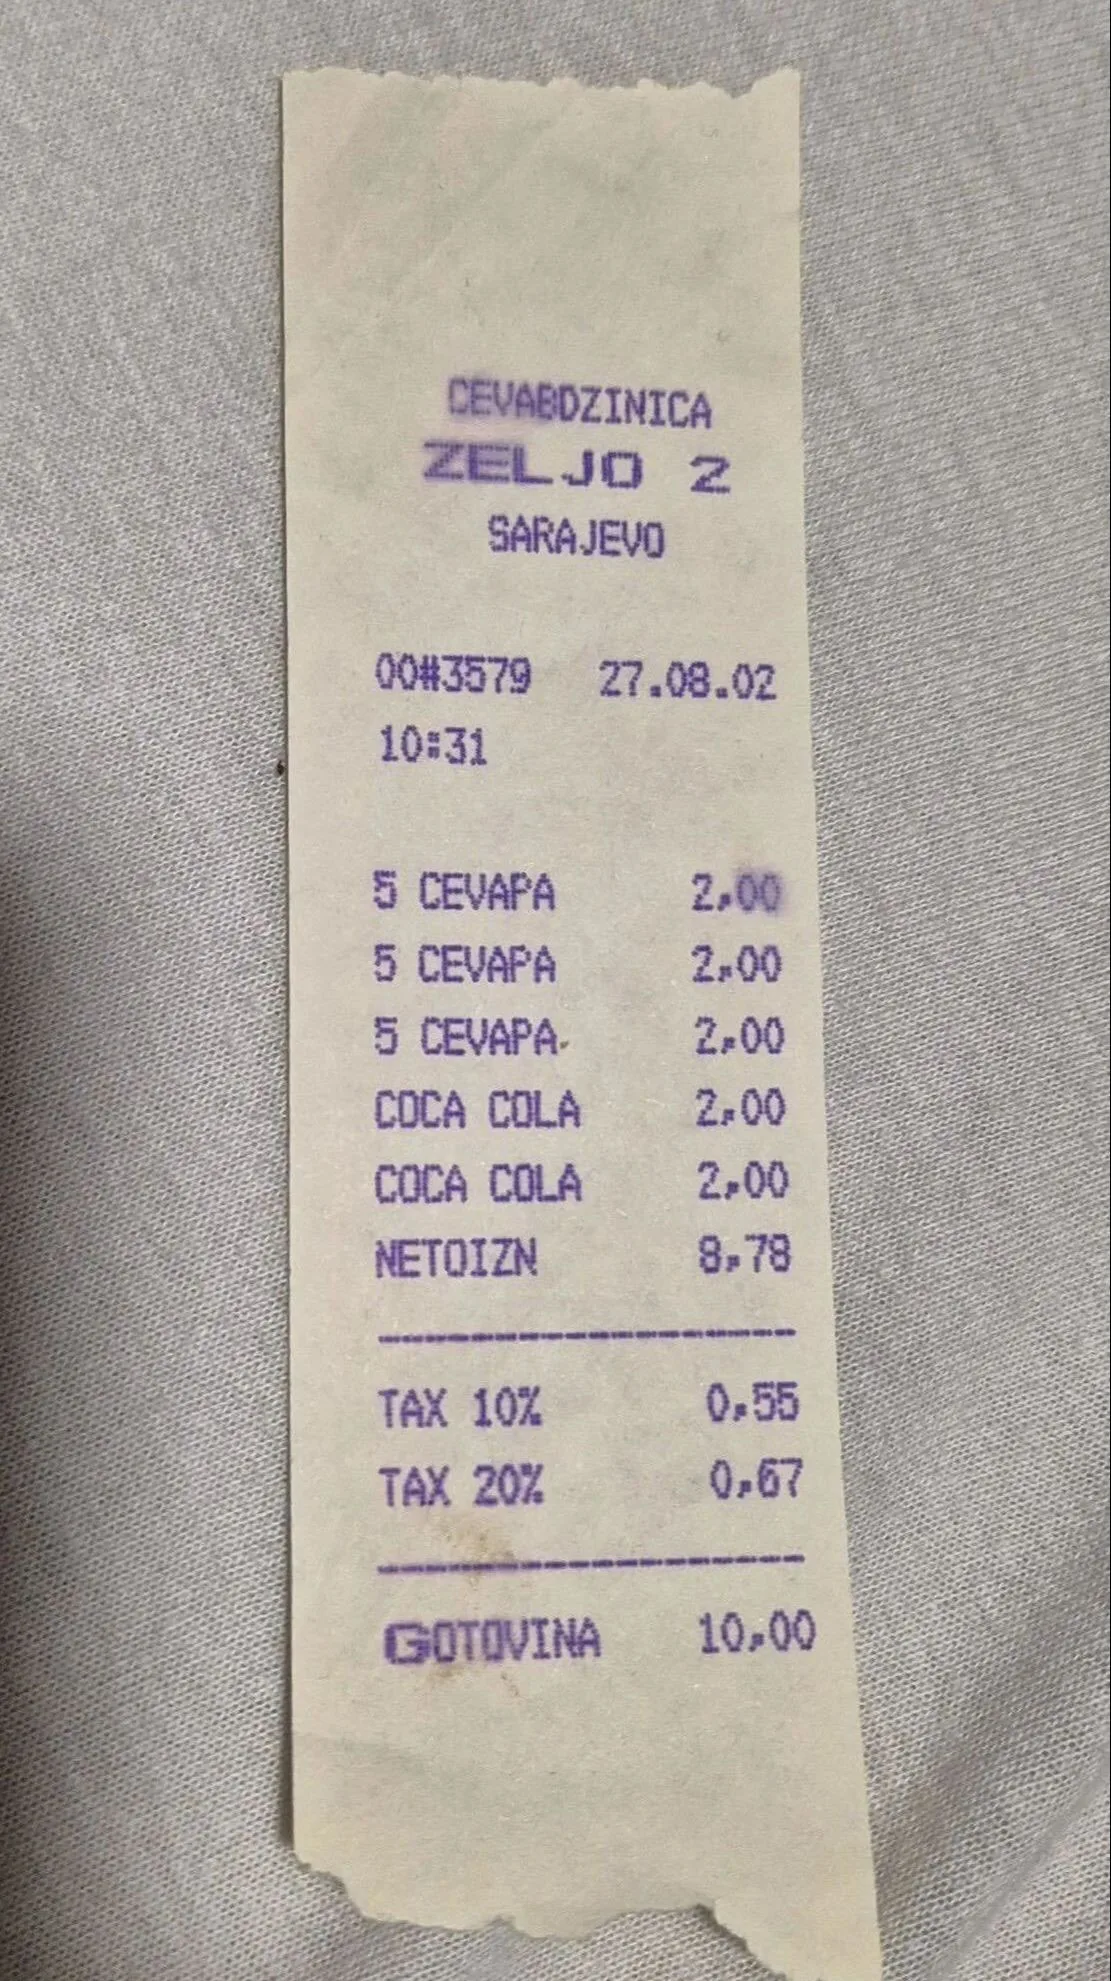 CEVABDZINICA
ZELJO 2
SARAJEVO
00#3579 27.08.02
10:31
5 CEVAPA 2,00
5 CEVAPA 2,00
5 CEVAPA 2,00
COCA COLA 2,00
COCA COLA 2,00
NETOIZN 8,78
TAX 10% 0,55
TAX 20% 0,67
GOTOVINA 10,00